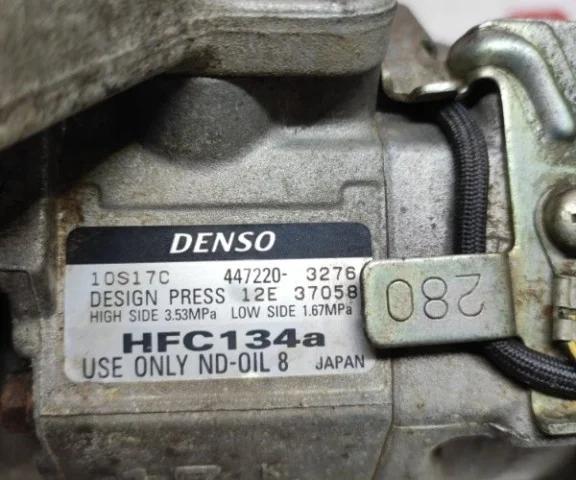 DENSO
10S17C 447220- 3276
DESIGN PRESS 12E 37058
HIGH SIDE 3.53MPa LOW SIDE 1.67MPa
HFC134a
USE ONLY ND-OIL 8 JAPAN
280